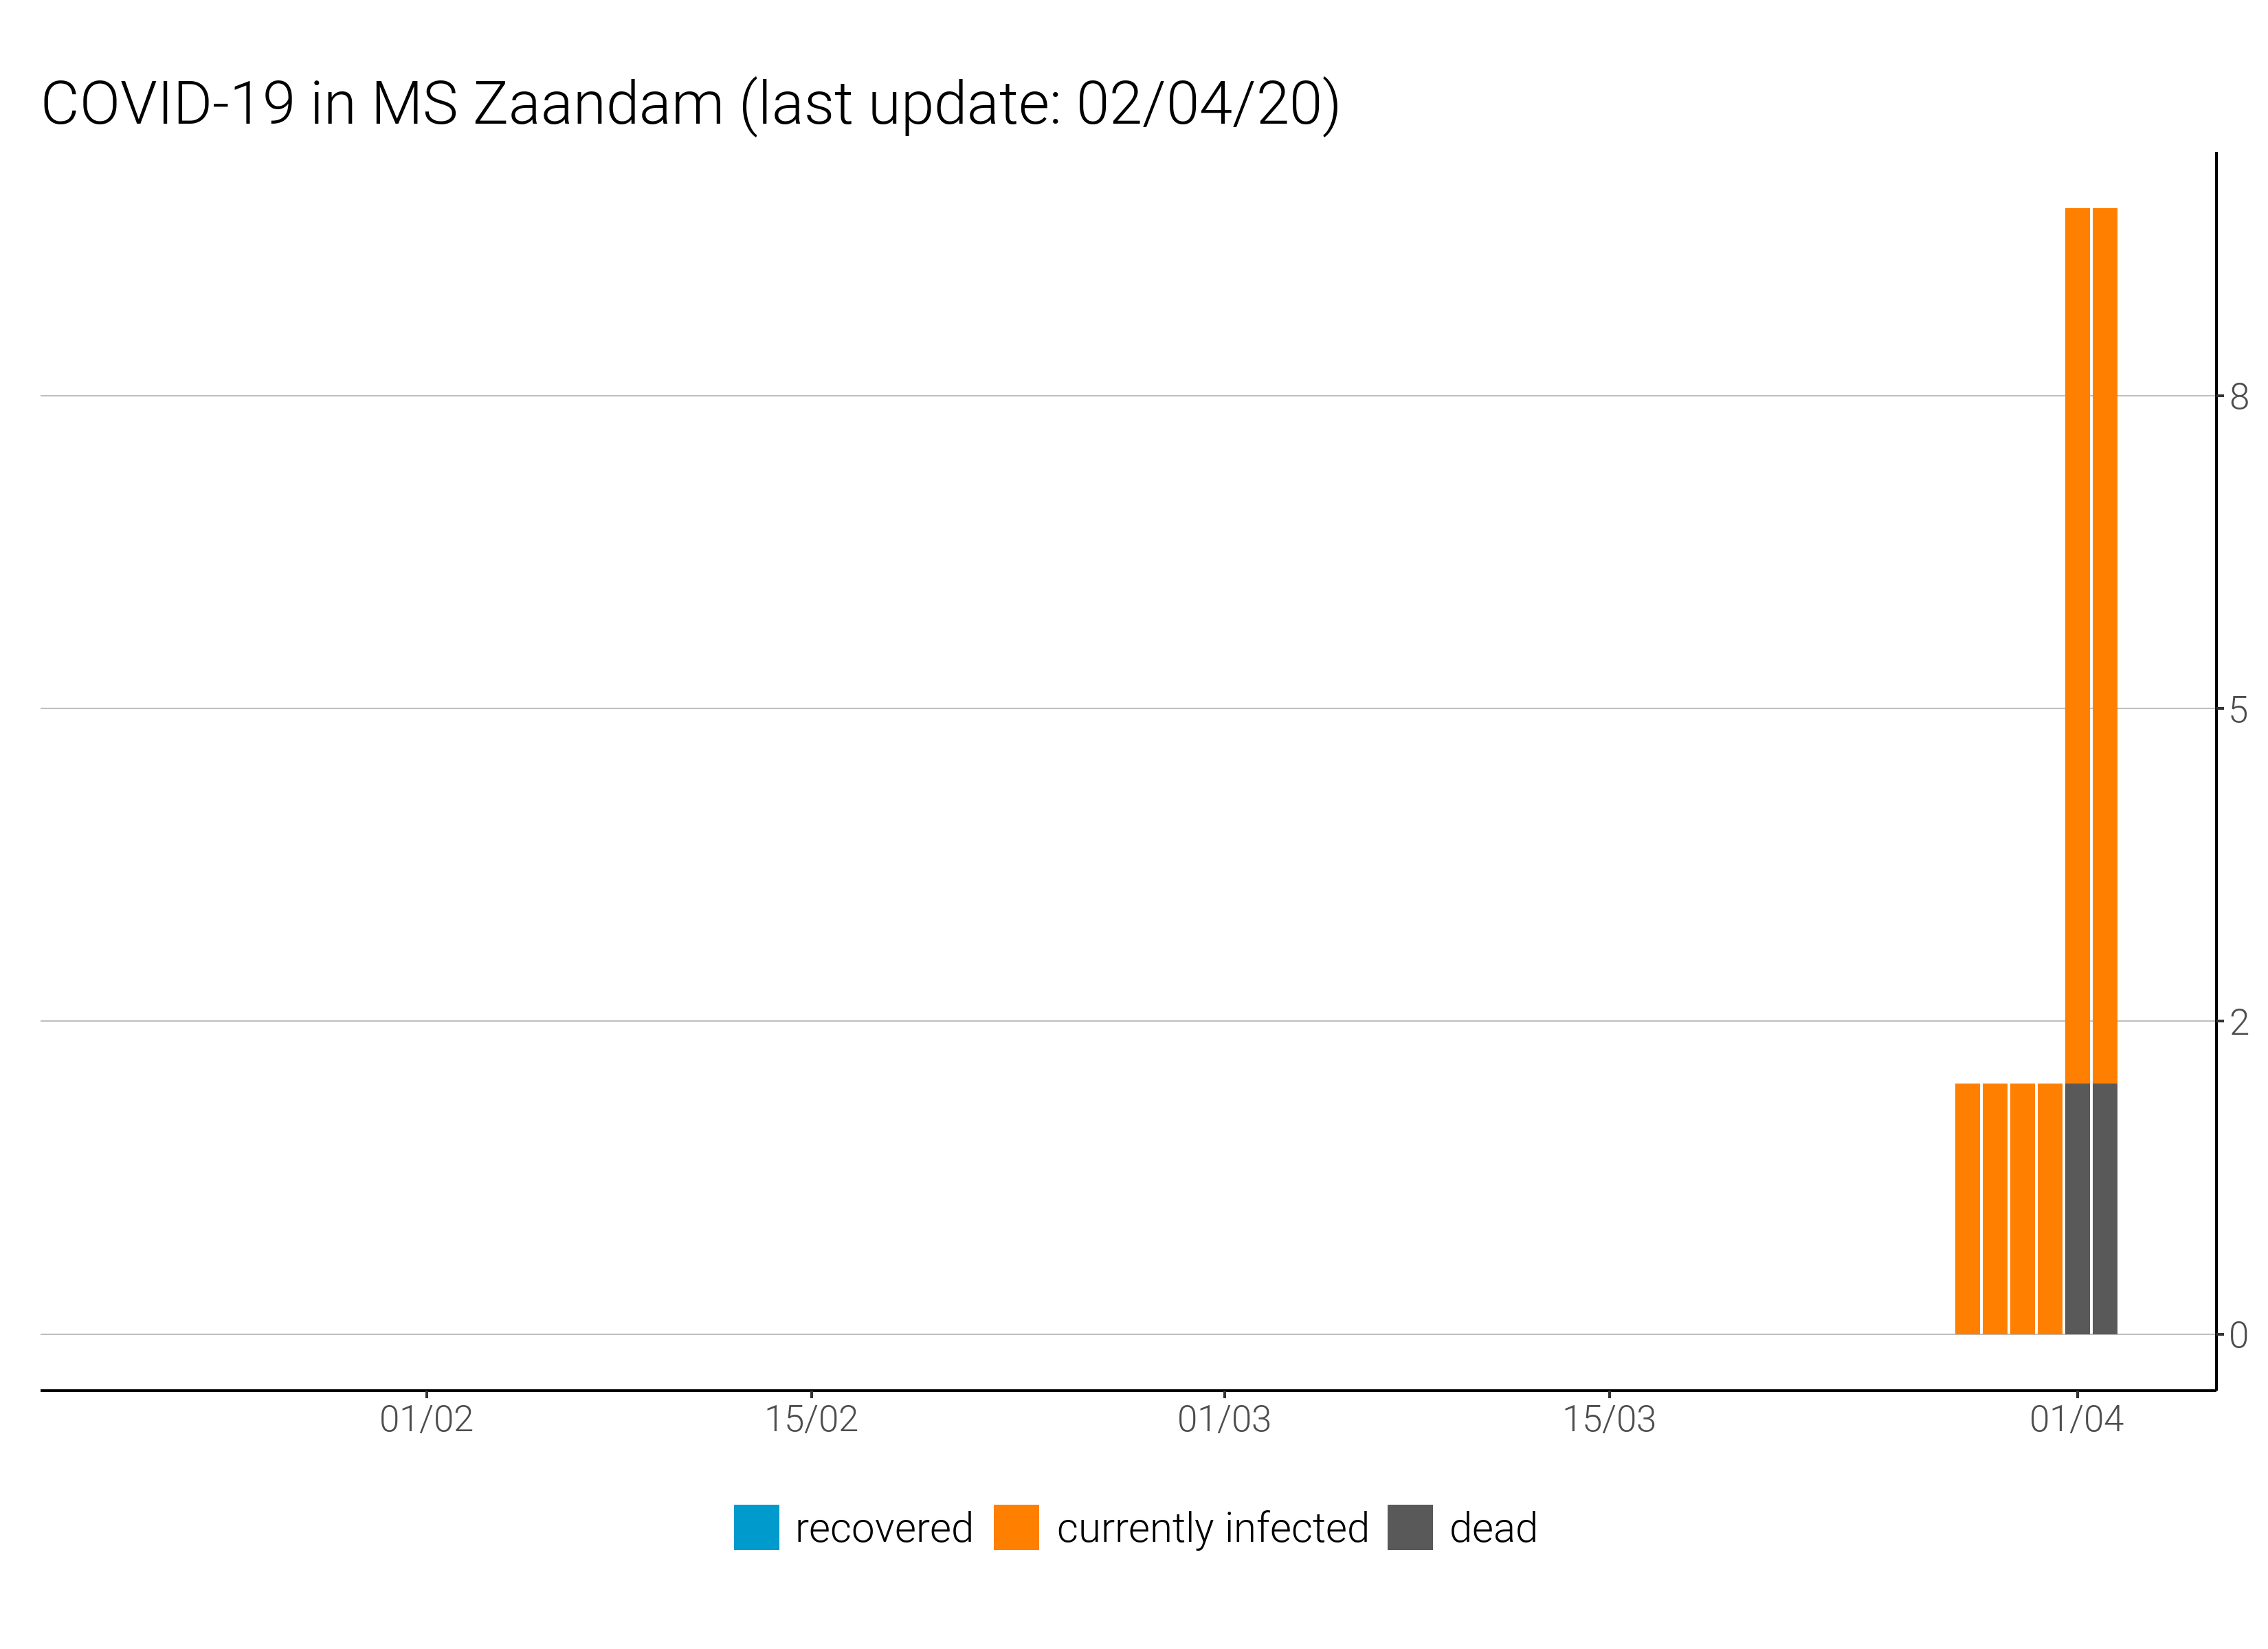 COVID-19 in MS Zaandam (last update: 02/04/20)
8
5
2
0
01/02 15/02 01/03 15/03 01/04
recovered currently infected dead